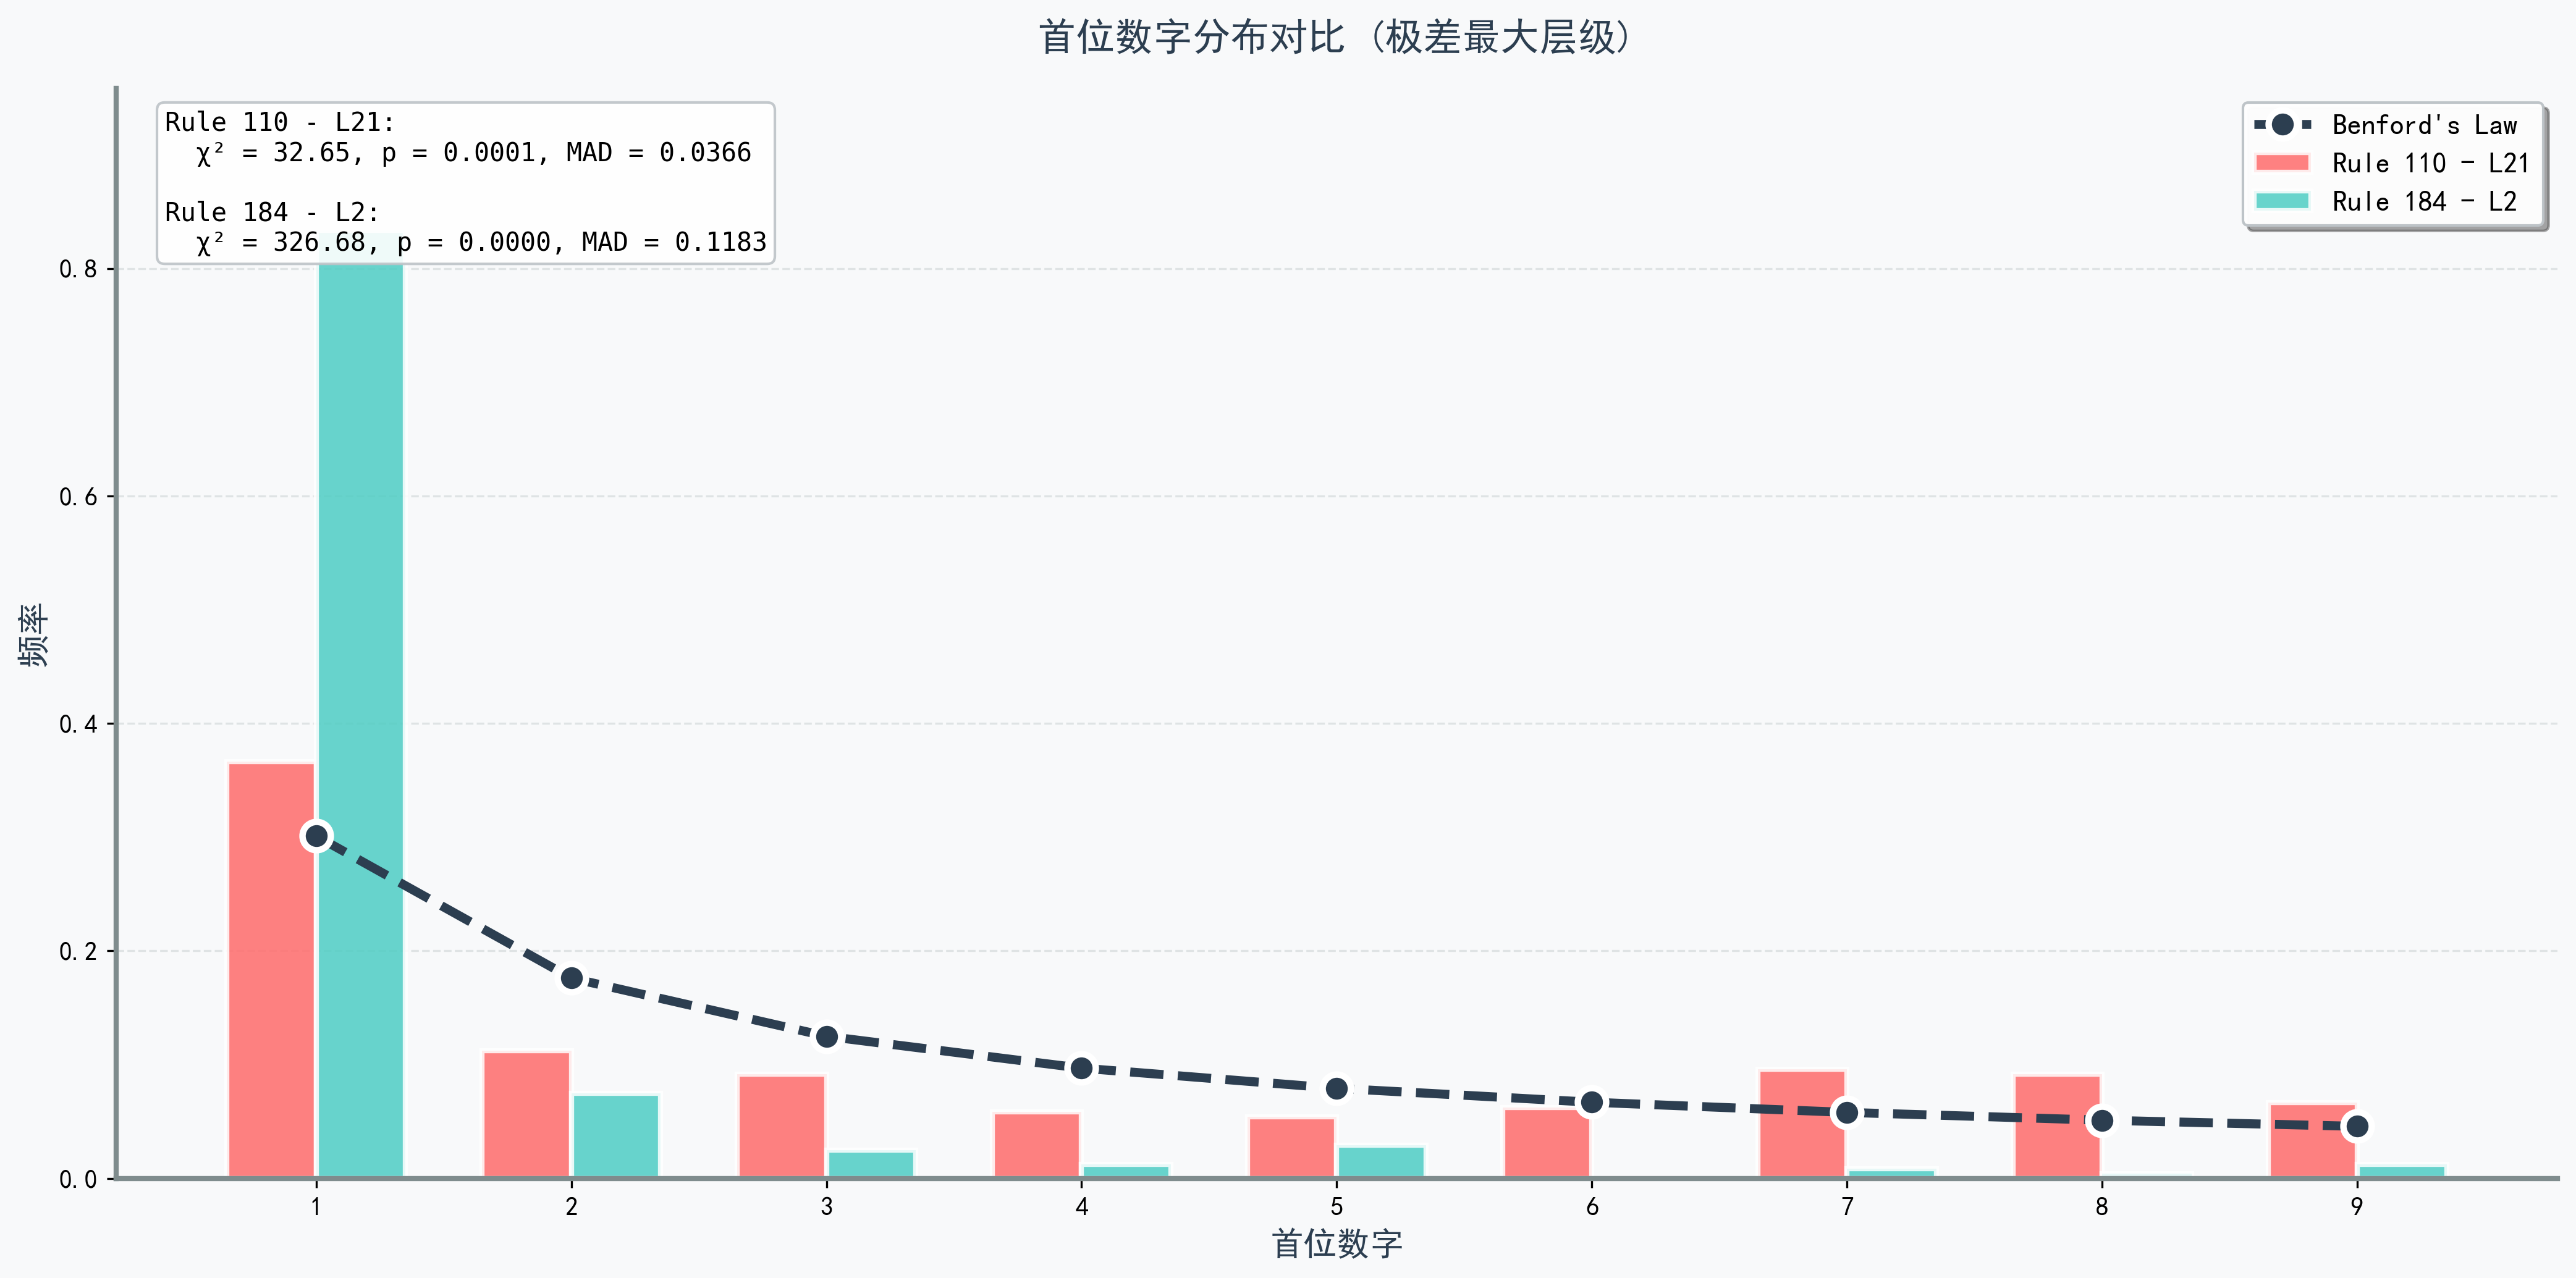 首位数字分布对比 (极差最大层级)
Rule 110 - L21:
χ² = 32.65, p = 0.0001, MAD = 0.0366
Rule 184 - L2:
χ² = 326.68, p = 0.0000, MAD = 0.1183
Benford's Law
Rule 110 - L21
Rule 184 - L2
频率
0.8
0.6
0.4
0.2
0.0
1 2 3 4 5 6 7 8 9
首位数字